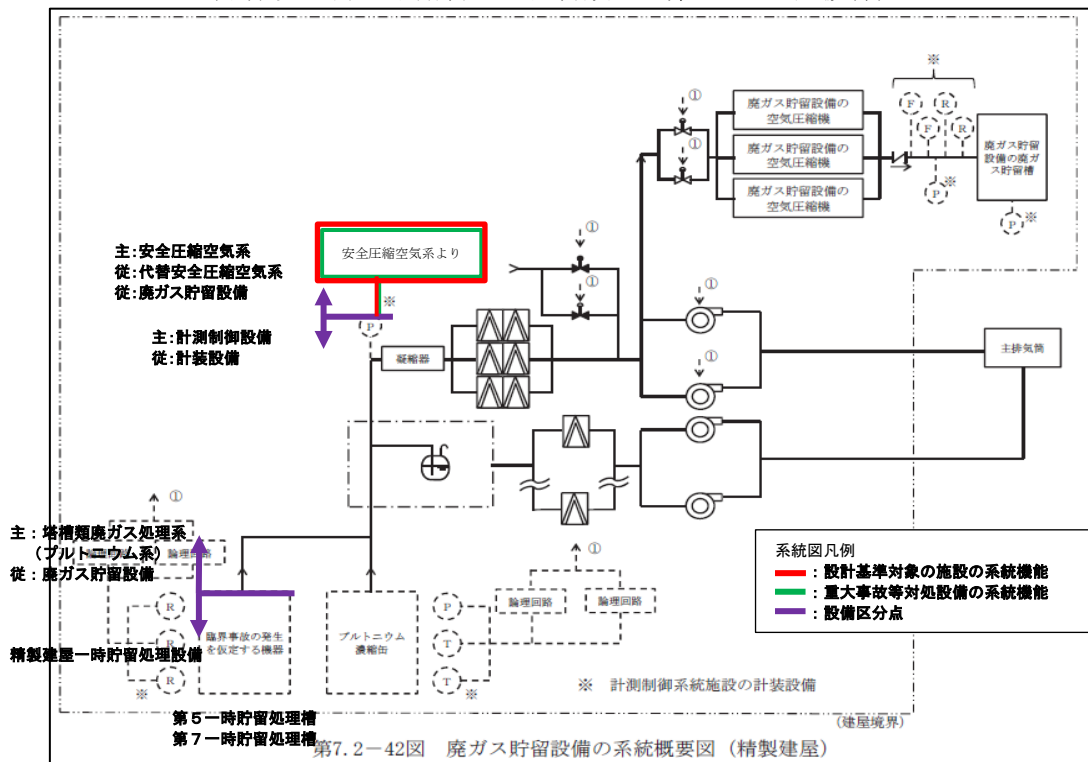 ①
※
F
R
F
R
廃ガス貯留設備の
空気圧縮機
①
廃ガス貯留設備の
空気圧縮機
廃ガス貯留設備の
空気圧縮機
廃ガス貯留
設備の廃ガ
ス貯留槽
P
※
P
※
主:安全圧縮空気系
従:代替安全圧縮空気系
従:廃ガス貯留設備
安全圧縮空気系より
①
①
①
※
P
主:計測制御設備
従:計装設備
凝縮器
主排気筒
①
①
主:塔槽類廃ガス処理系
(プルトニウム系)
論理回路
従:廃ガス貯留設備
①
論理回路
論理回路
R
R
R
※
精製建屋一時貯留処理設備
臨界事故の発生
を仮定する機器
プルトニウム
濃縮缶
P
T
T
※
系統図凡例
:設計基準対象の施設の系統機能
:重大事故等対処設備の系統機能
:設備区分点
※ 計測制御系統施設の計装設備
(建屋境界)
第5一時貯留処理槽
第7一時貯留処理槽
第7.2-42図 廃ガス貯留設備の系統概要図(精製建屋)